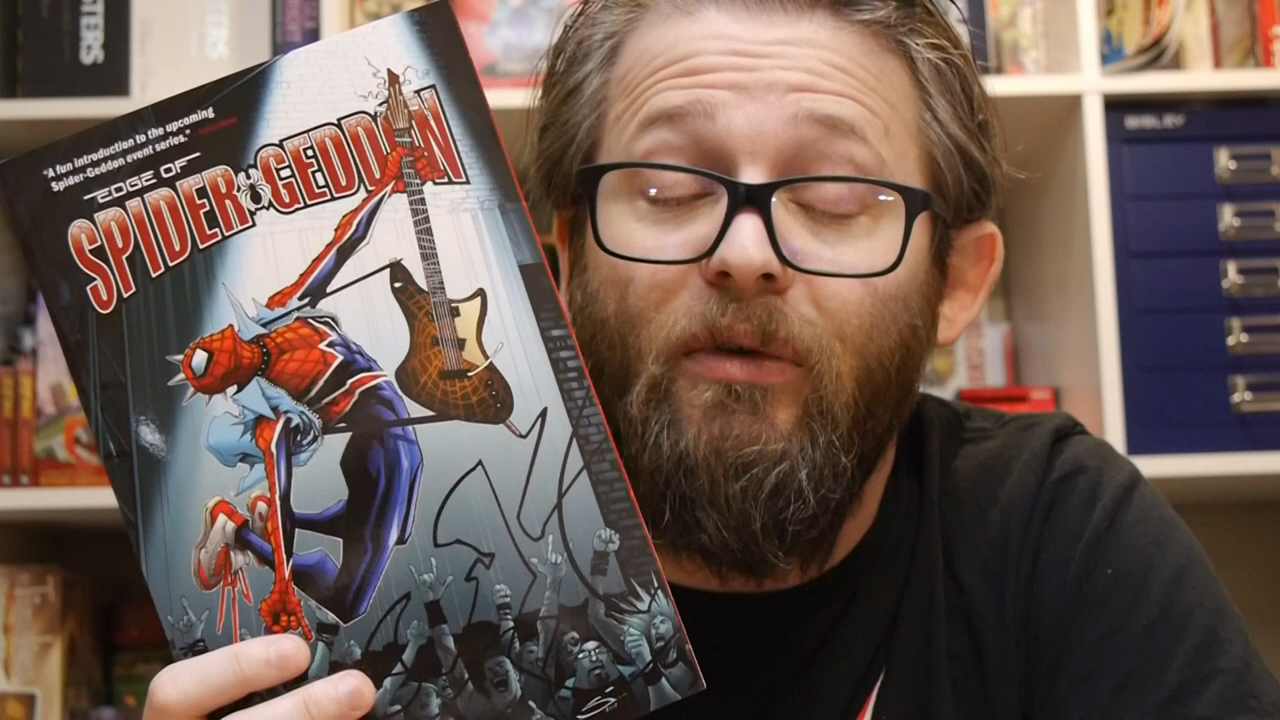 "A fun introduction to the upcoming
Spider-Geddon event series."
EDGE OF
SPIDER GEDDON
BISLEY